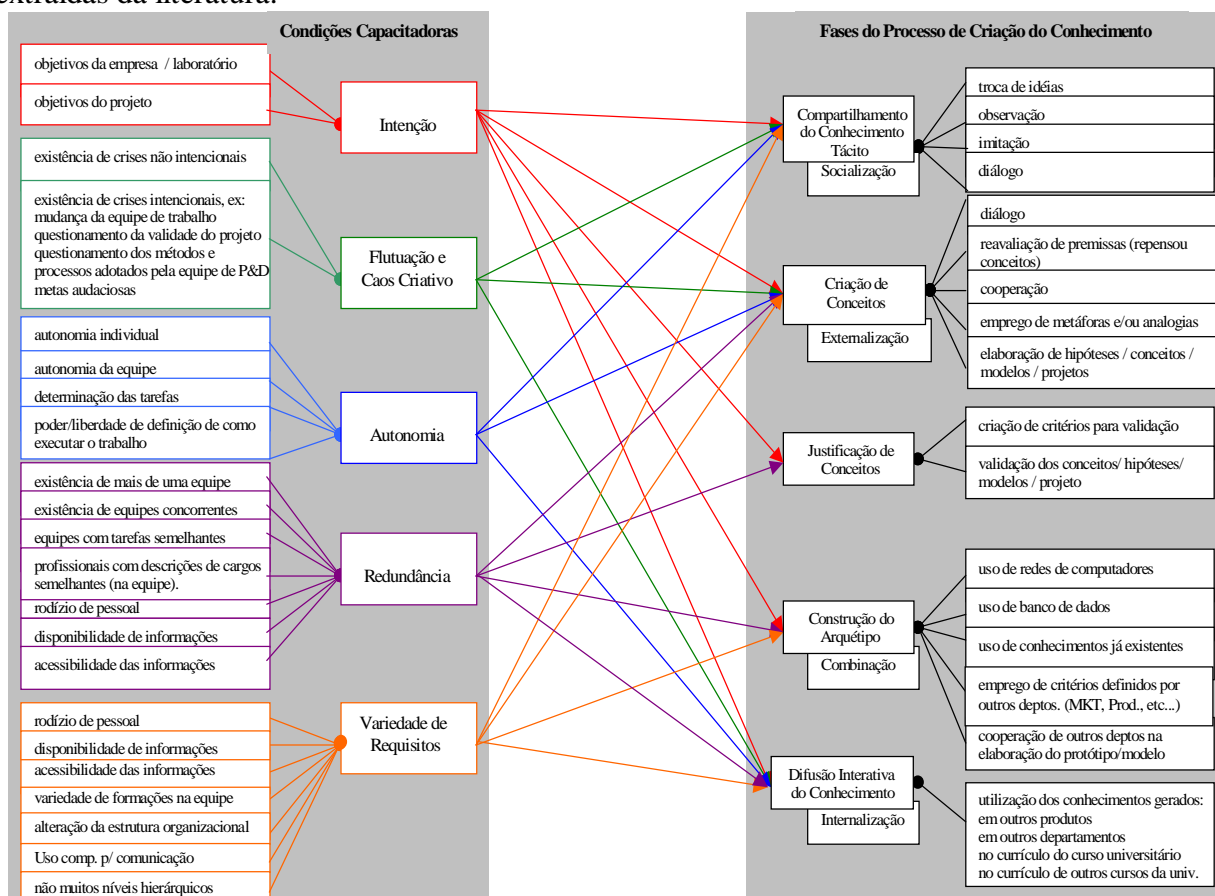 extraídas da literatura.
Condições Capacitadoras
objetivos da empresa / laboratório
objetivos do projeto
Intenção
existência de crises não intencionais
existência de crises intencionais, ex:
mudança da equipe de trabalho
questionamento da validade do projeto
questionamento dos métodos e
processos adotados pela equipe de P&D
metas audaciosas
Flutuação e
Caos Criativo
autonomia individual
autonomia da equipe
determinação das tarefas
poder/liberdade de definição de como
executar o trabalho
Autonomia
existência de mais de uma equipe
existência de equipes concorrentes
equipes com tarefas semelhantes
profissionais com descrições de cargos
semelhantes (na equipe).
rodízio de pessoal
disponibilidade de informações
acessibilidade das informações
Redundância
rodízio de pessoal
disponibilidade de informações
acessibilidade das informações
variedade de formações na equipe
alteração da estrutura organizacional
Uso comp. p/ comunicação
não muitos níveis hierárquicos
Variedade de
Requisitos
Fases do Processo de Criação do Conhecimento
Compartilhamento
do Conhecimento
Tácito
Socialização
troca de idéias
observação
imitação
diálogo
Criação de
Conceitos
Externalização
diálogo
reavaliação de premissas (repensou
conceitos)
cooperação
emprego de metáforas e/ou analogias
elaboração de hipóteses / conceitos /
modelos / projetos
Justificação de
Conceitos
criação de critérios para validação
validação dos conceitos/ hipóteses/
modelos / projeto
Construção do
Arquétipo
Combinação
uso de redes de computadores
uso de banco de dados
uso de conhecimentos já existentes
emprego de critérios definidos por
outros deptos. (MKT, Prod., etc...)
cooperação de outros deptos na
elaboração do protótipo/modelo
Difusão Interativa
do Conhecimento
Internalização
utilização dos conhecimentos gerados:
em outros produtos
em outros departamentos
no currículo do curso universitário
no currículo de outros cursos da univ.